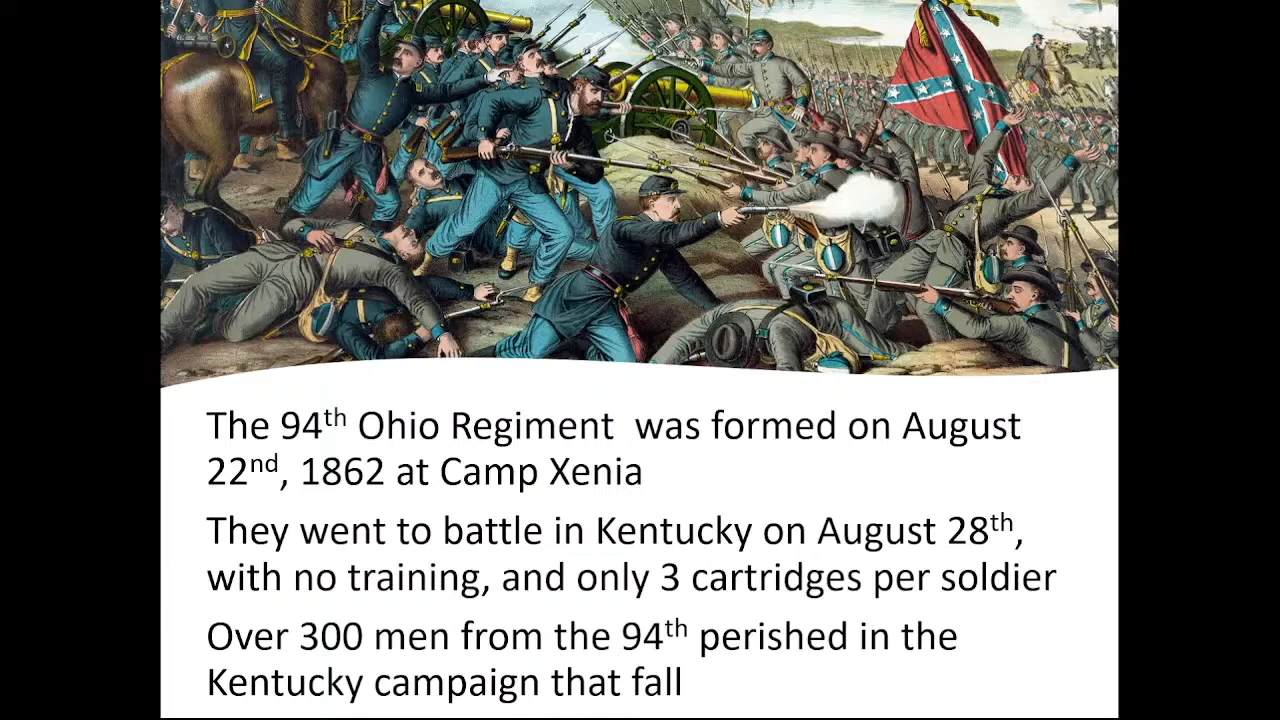 The 94th Ohio Regiment  was formed on August
22nd, 1862 at Camp Xenia
They went to battle in Kentucky on August 28th,
with no training, and only 3 cartridges per soldier
Over 300 men from the 94th perished in the
Kentucky campaign that fall